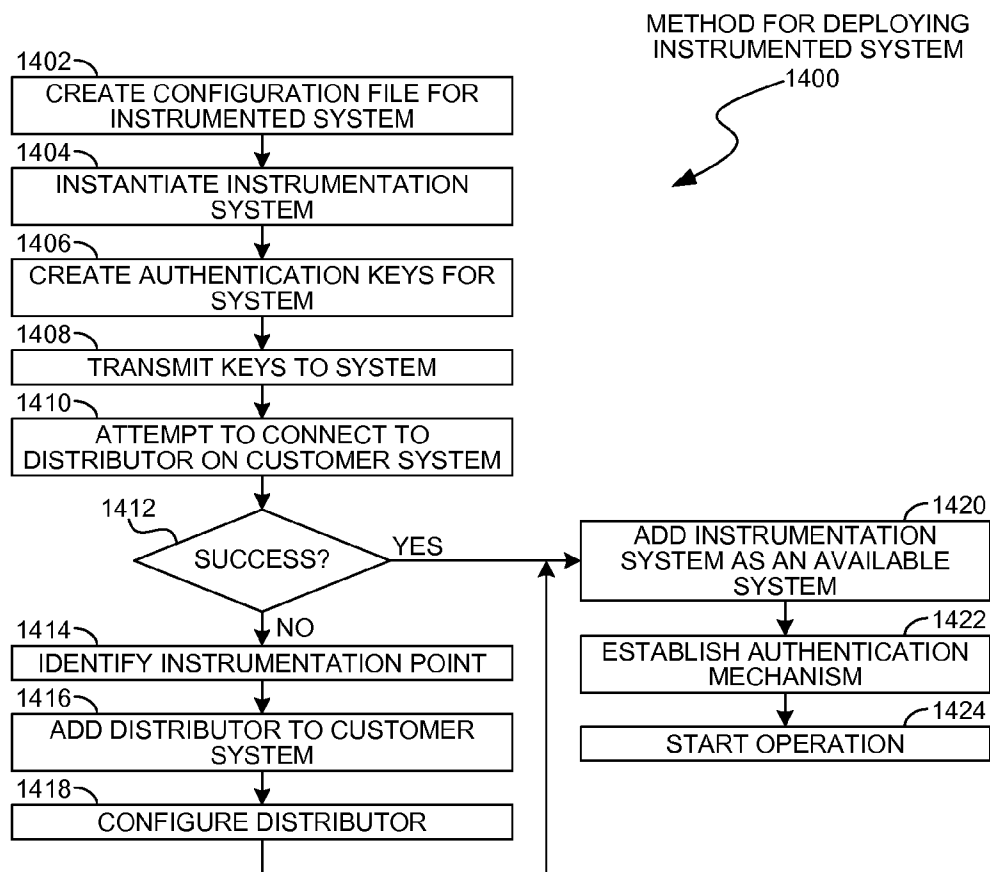 METHOD FOR DEPLOYING
INSTRUMENTED SYSTEM
1400
1402
CREATE CONFIGURATION FILE FOR
INSTRUMENTED SYSTEM
1404
INSTANTIATE INSTRUMENTATION
SYSTEM
1406
CREATE AUTHENTICATION KEYS FOR
SYSTEM
1408
TRANSMIT KEYS TO SYSTEM
1410
ATTEMPT TO CONNECT TO
DISTRIBUTOR ON CUSTOMER SYSTEM
1412
SUCCESS?
YES
NO
1414
IDENTIFY INSTRUMENTATION POINT
1416
ADD DISTRIBUTOR TO CUSTOMER
SYSTEM
1418
CONFIGURE DISTRIBUTOR
1420
ADD INSTRUMENTATION
SYSTEM AS AN AVAILABLE
SYSTEM
1422
ESTABLISH AUTHENTICATION
MECHANISM
1424
START OPERATION